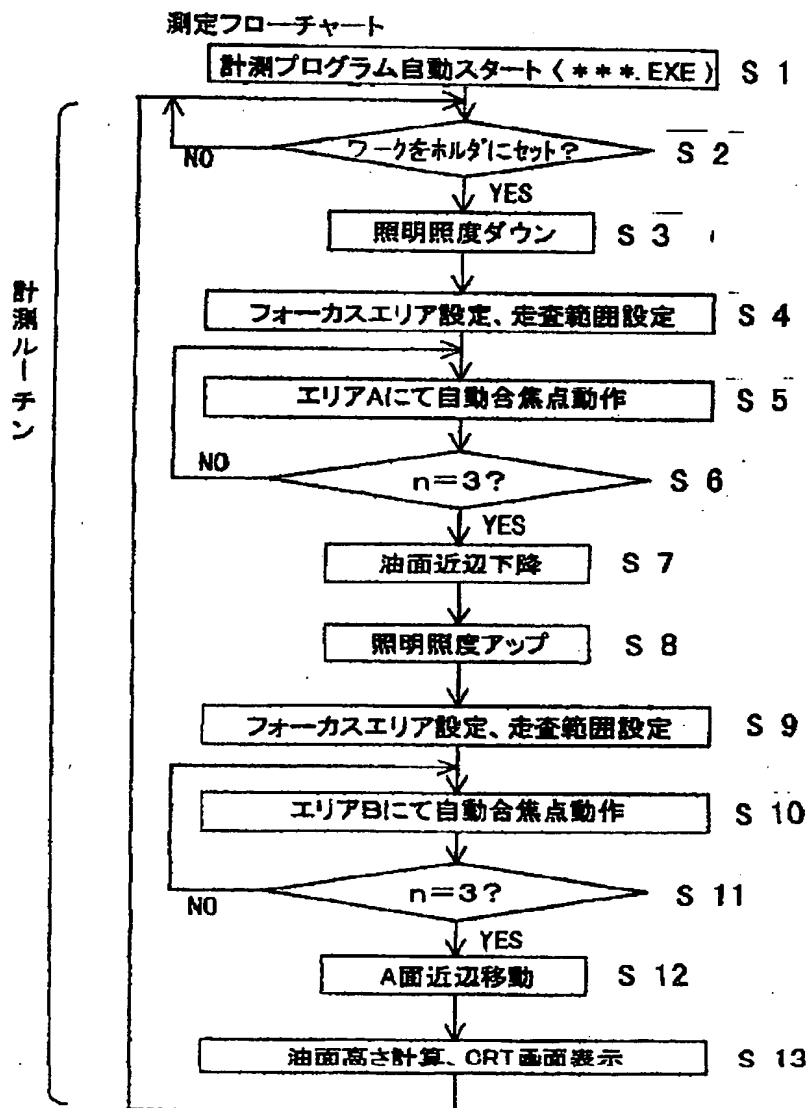 測定フローチャート
計測プログラム自動スタート（＊＊＊.EXE） S 1
ワークをホルダにセット？ S 2
NO
YES
照明照度ダウン S 3
フォーカスエリア設定、走査範囲設定 S 4
エリアAにて自動合焦点動作 S 5
NO
n＝3？ S 6
YES
油面近辺下降 S 7
照明照度アップ S 8
フォーカスエリア設定、走査範囲設定 S 9
エリアBにて自動合焦点動作 S 10
n＝3？ S 11
NO
YES
A面近辺移動 S 12
油面高さ計算、CRT画面表示 S 13
計測ルーチン